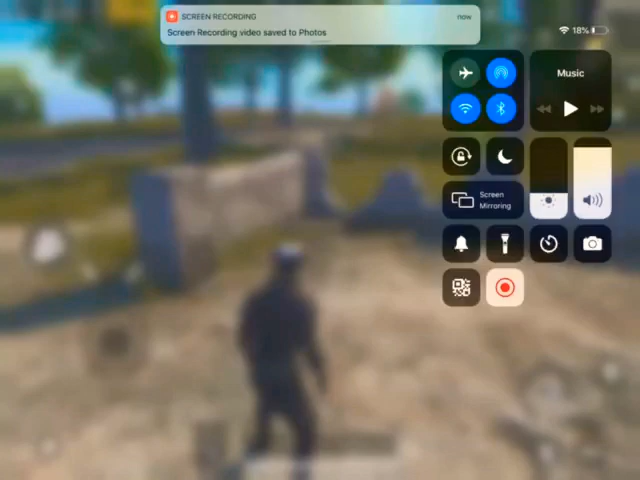 SCREEN RECORDING
now
Screen Recording video saved to Photos
18%
Music
Screen
Mirroring